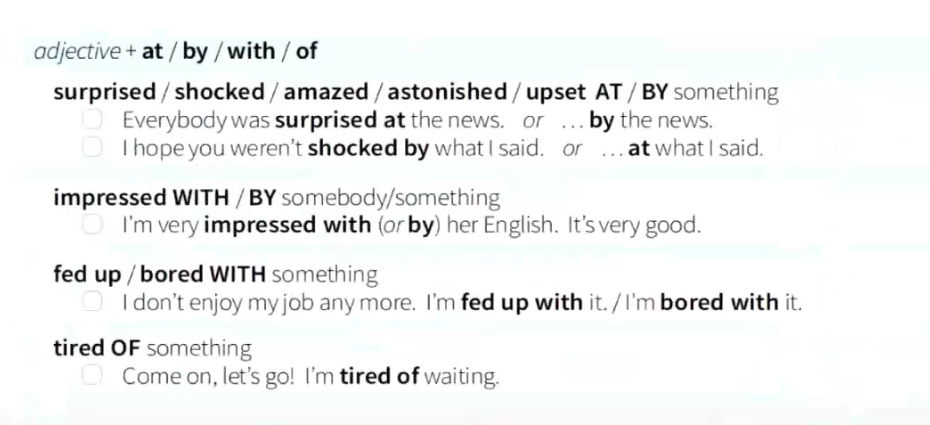 adjective + at / by / with / of
surprised / shocked / amazed / astonished / upset AT / BY something
Everybody was surprised at the news. or ... by the news.
I hope you weren't shocked by what I said. or ... at what I said.
impressed WITH / BY somebody/something
I'm very impressed with (or by) her English. It's very good.
fed up / bored WITH something
I don't enjoy my job any more. I'm fed up with it. / I'm bored with it.
tired OF something
Come on, let's go! I'm tired of waiting.